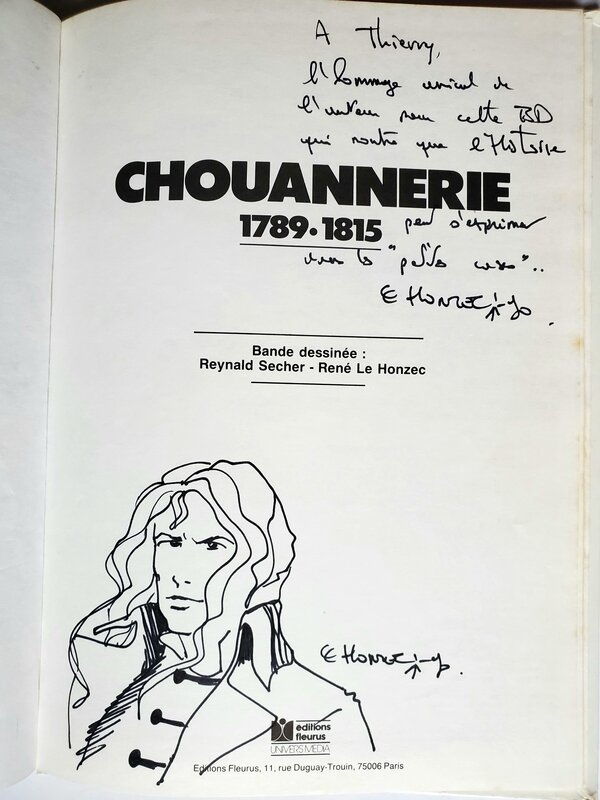 A Thierry,
l'hommage amical de
l'auteur pour cette BD
qui montre que l'Histoire
CHOUANNERIE
1789•1815
peut s'exprimer
dans les "petites cases"..
Bande dessinée :
Reynald Secher - René Le Honzec
editions
fleurus
UNIVERS MEDIA
Editions Fleurus, 11, rue Duguay-Trouin, 75006 Paris